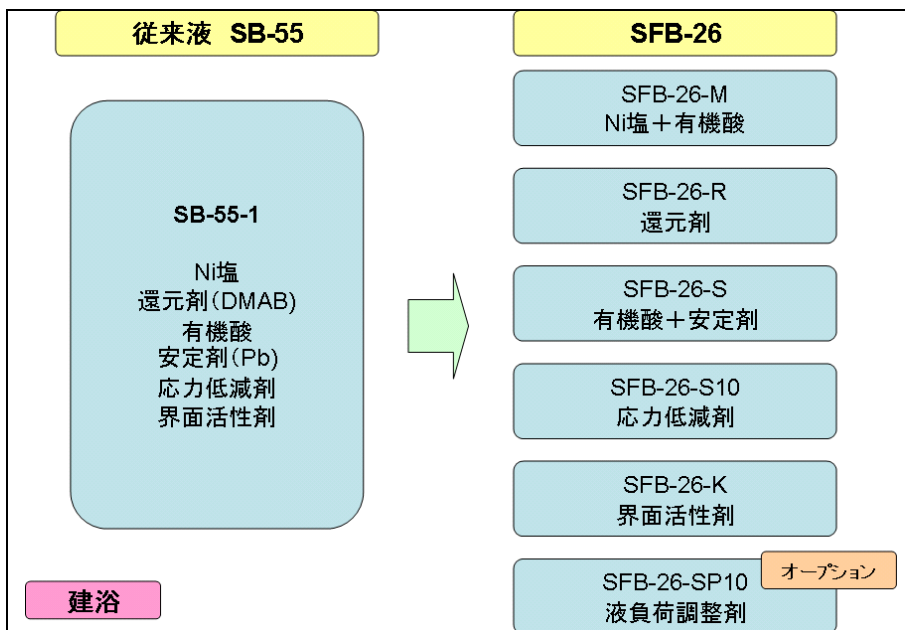 従来液 SB-55
SB-55-1
Ni塩
還元剤(DMAB)
有機酸
安定剤(Pb)
応力低減剤
界面活性剤
建浴
SFB-26
SFB-26-M
Ni塩＋有機酸
SFB-26-R
還元剤
SFB-26-S
有機酸＋安定剤
SFB-26-S10
応力低減剤
SFB-26-K
界面活性剤
オープション
SFB-26-SP10
液負荷調整剤